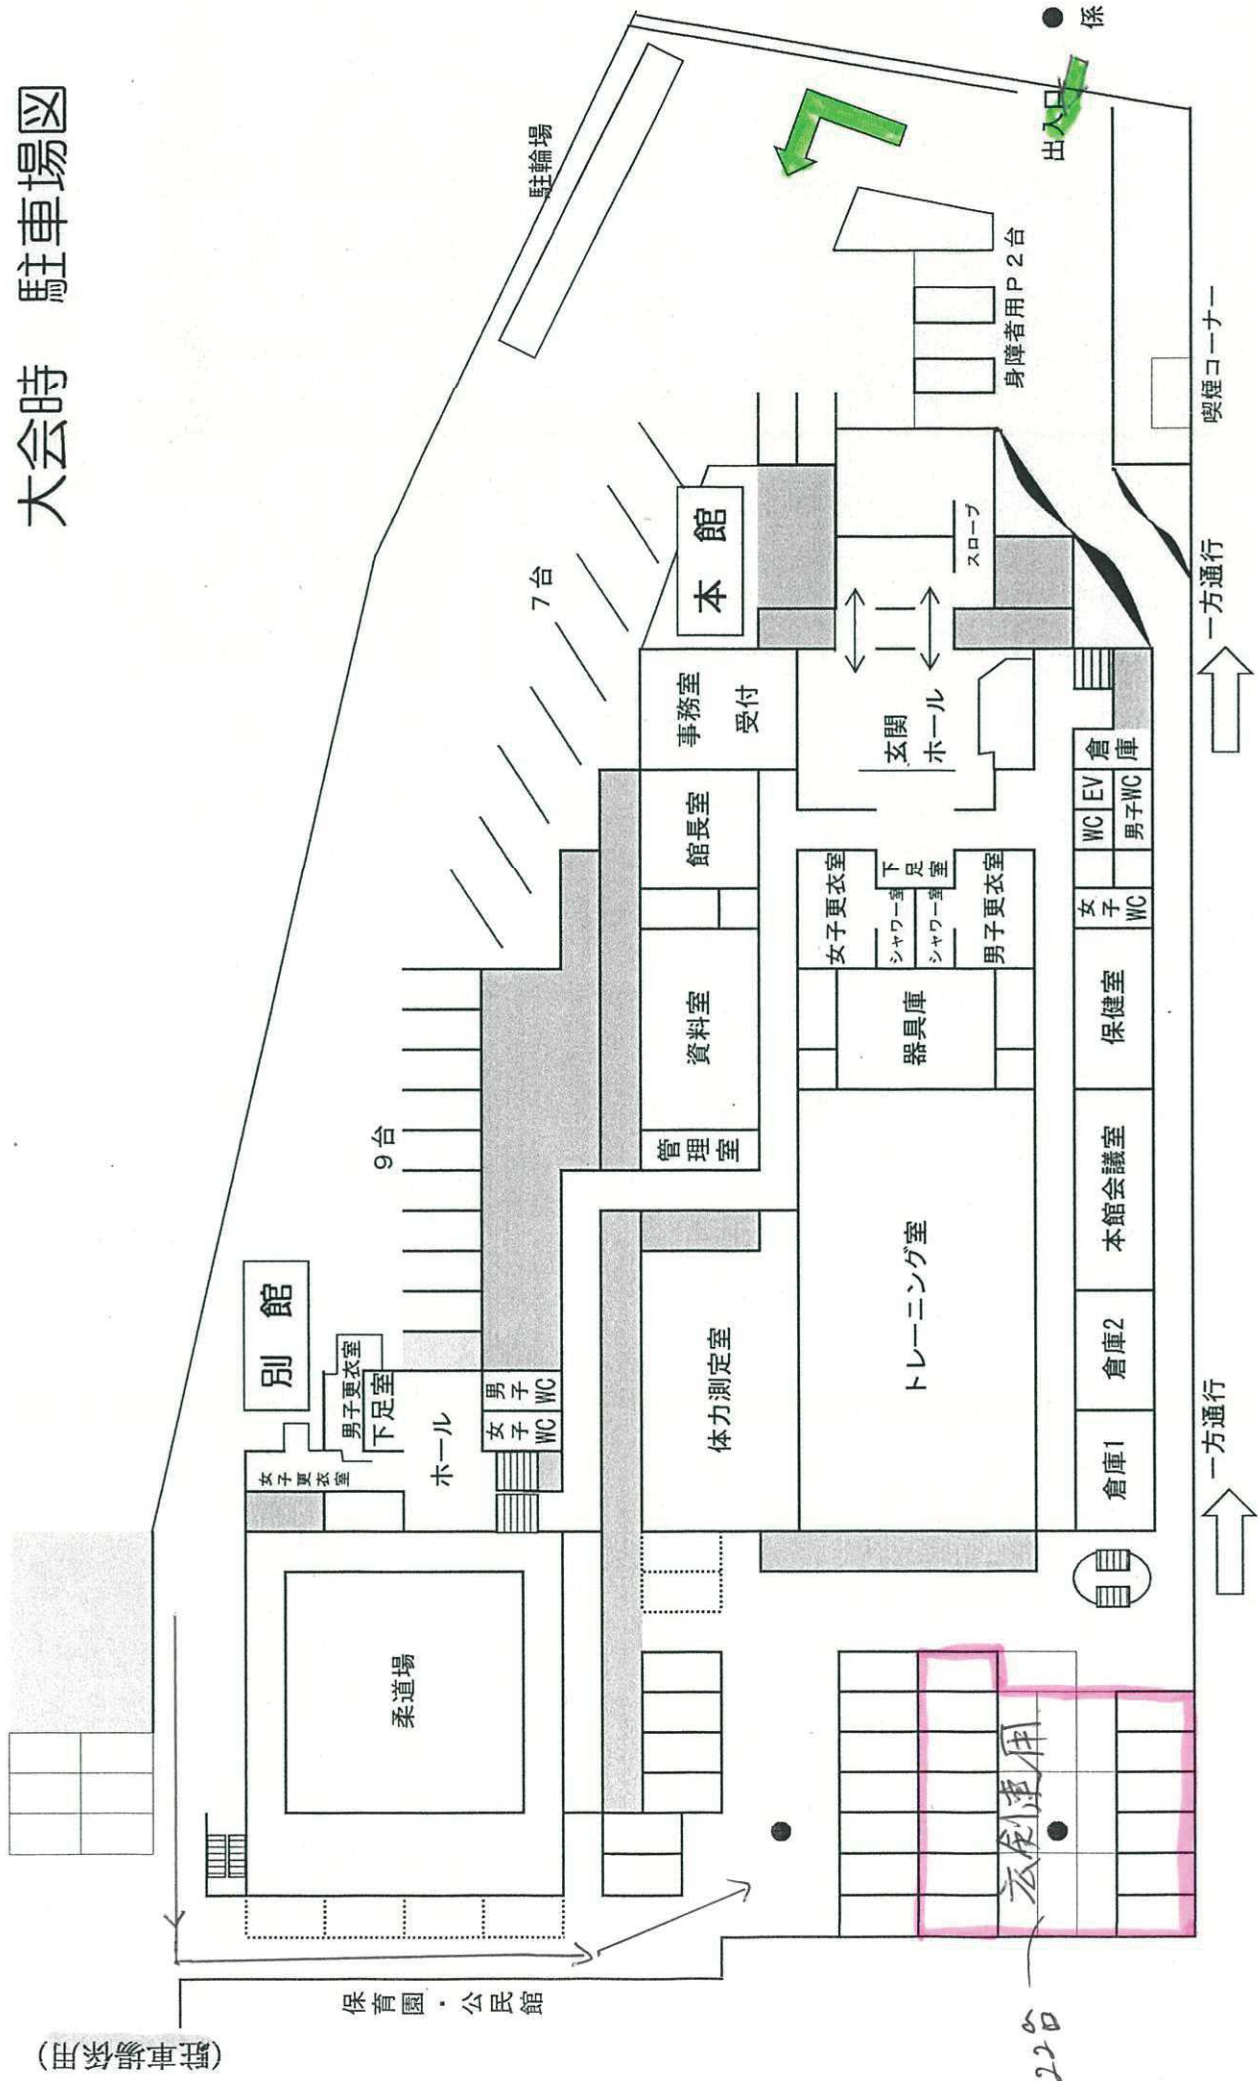 大会時 駐車場図
(駐車場係用)
● 係
出入口
駐輪場
身障者用P2台
喫煙コーナー
本 館
スロープ
7台
一方通行
事務室
受付
玄関
ホール
倉庫
EV
WC
男子WC
館長室
女子更衣室
下足室
シャワー室
シャワー室
男子更衣室
女子
WC
資料室
器具庫
保健室
管理室
9台
別 館
本館会議室
トレーニング室
体力測定室
倉庫2
倉庫1
男子更衣室
下足室
男子
WC
女子
WC
女子更衣室
ホール
一方通行
柔道場
保育園・公民館
22台